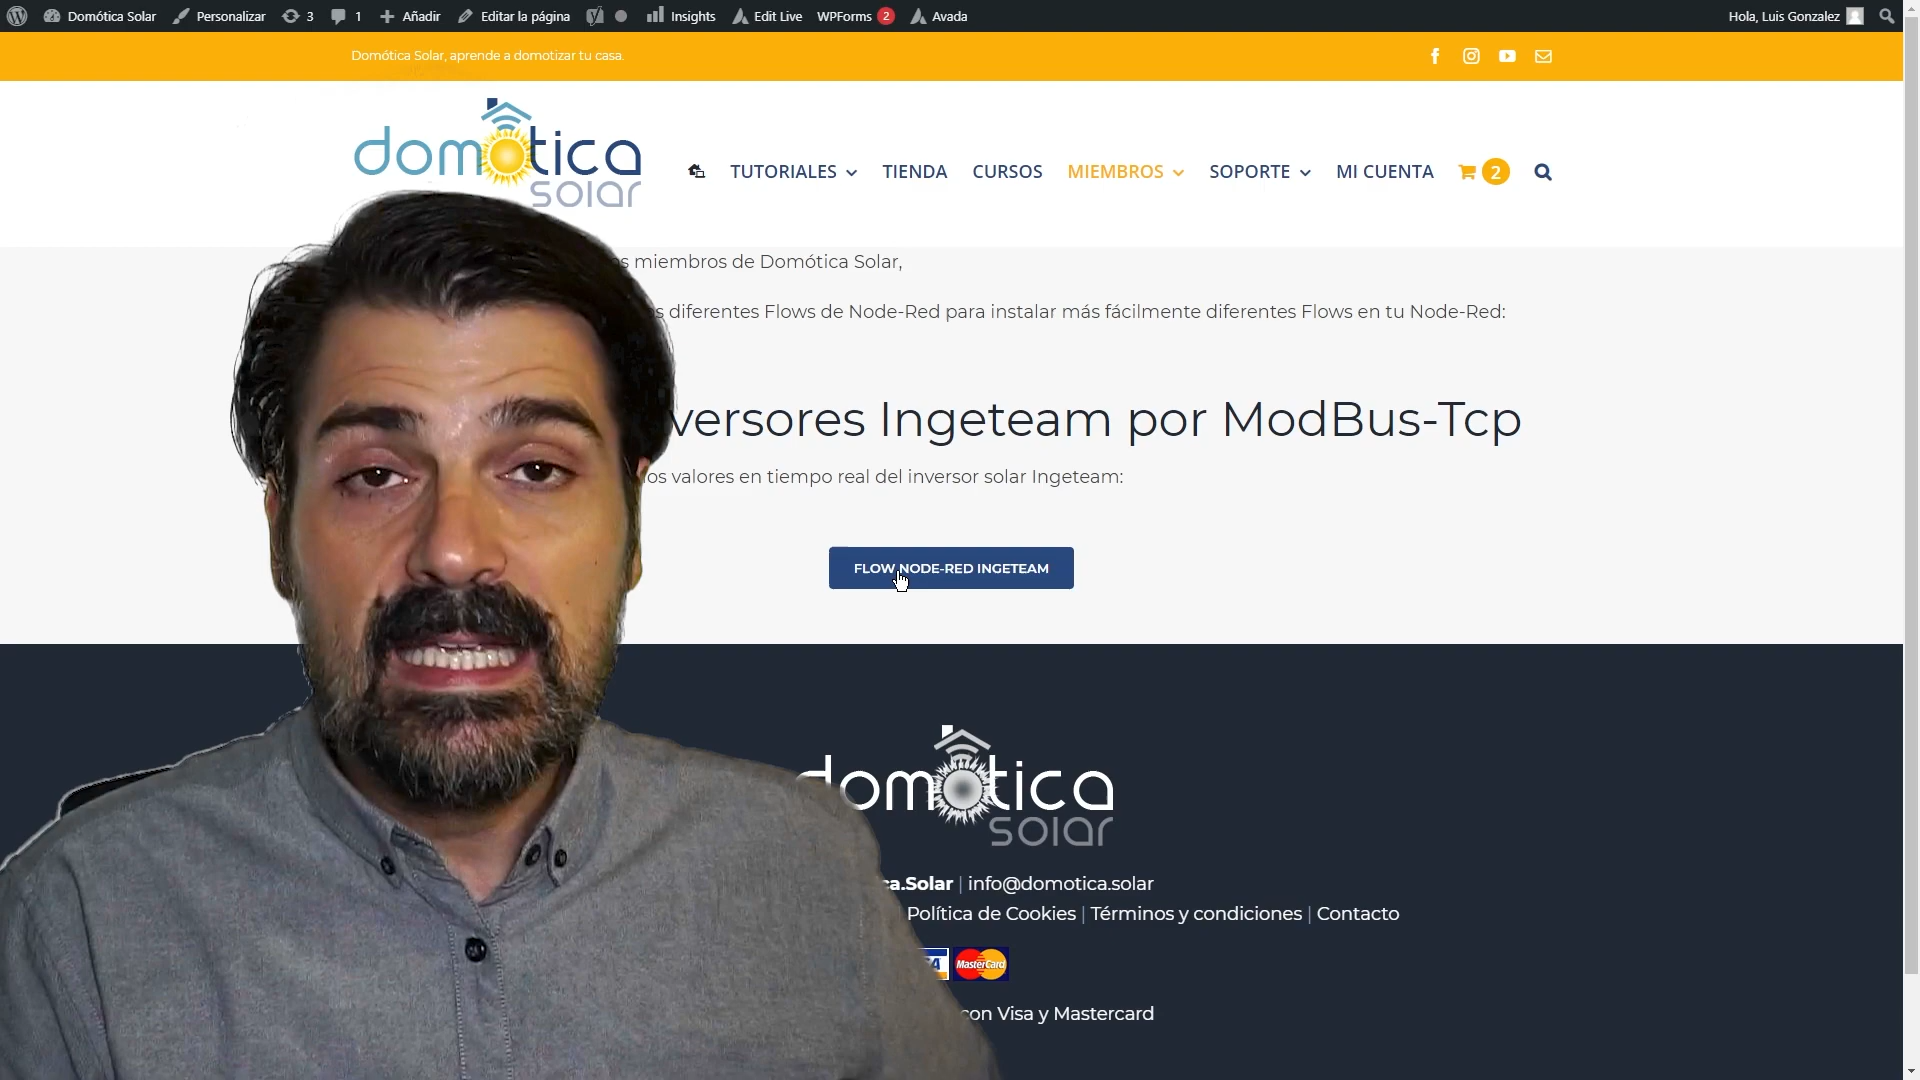 Domótica Solar
Personalizar
3
1
Añadir
Editar la página
Insights
Edit Live
WPForms 2
Avada
Hola, Luis Gonzalez
Domótica Solar, aprende a domotizar tu casa.
domótica
solar
TUTORIALES
TIENDA
CURSOS
MIEMBROS
SOPORTE
MI CUENTA
2
miembros de Domótica Solar,
diferentes Flows de Node-Red para instalar más fácilmente diferentes Flows en tu Node-Red:
versores Ingeteam por ModBus-Tcp
los valores en tiempo real del inversor solar Ingeteam:
FLOW NODE-RED INGETEAM
domótica
solar
ca.Solar | info@domotica.solar
Política de Cookies | Términos y condiciones | Contacto
MasterCard
con Visa y Mastercard